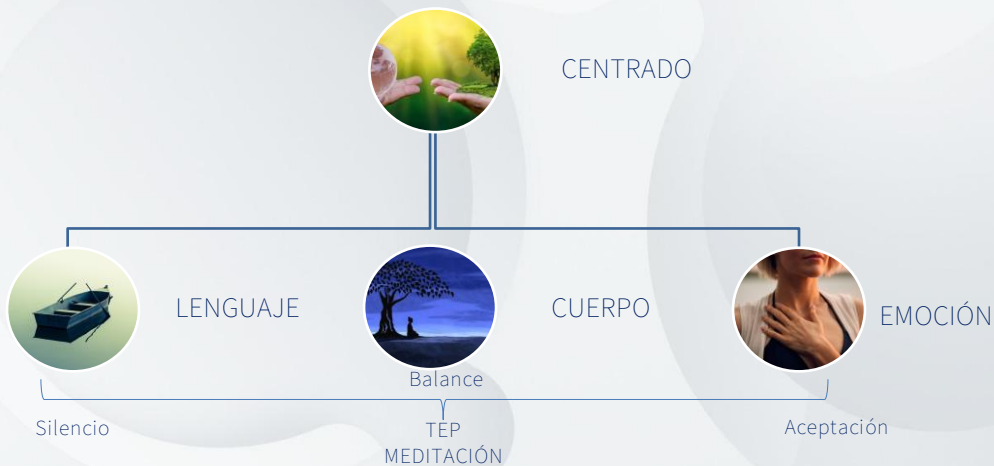 CENTRADO
LENGUAJE
CUERPO
EMOCIÓN
Balance
Silencio
TEP
MEDITACIÓN
Aceptación